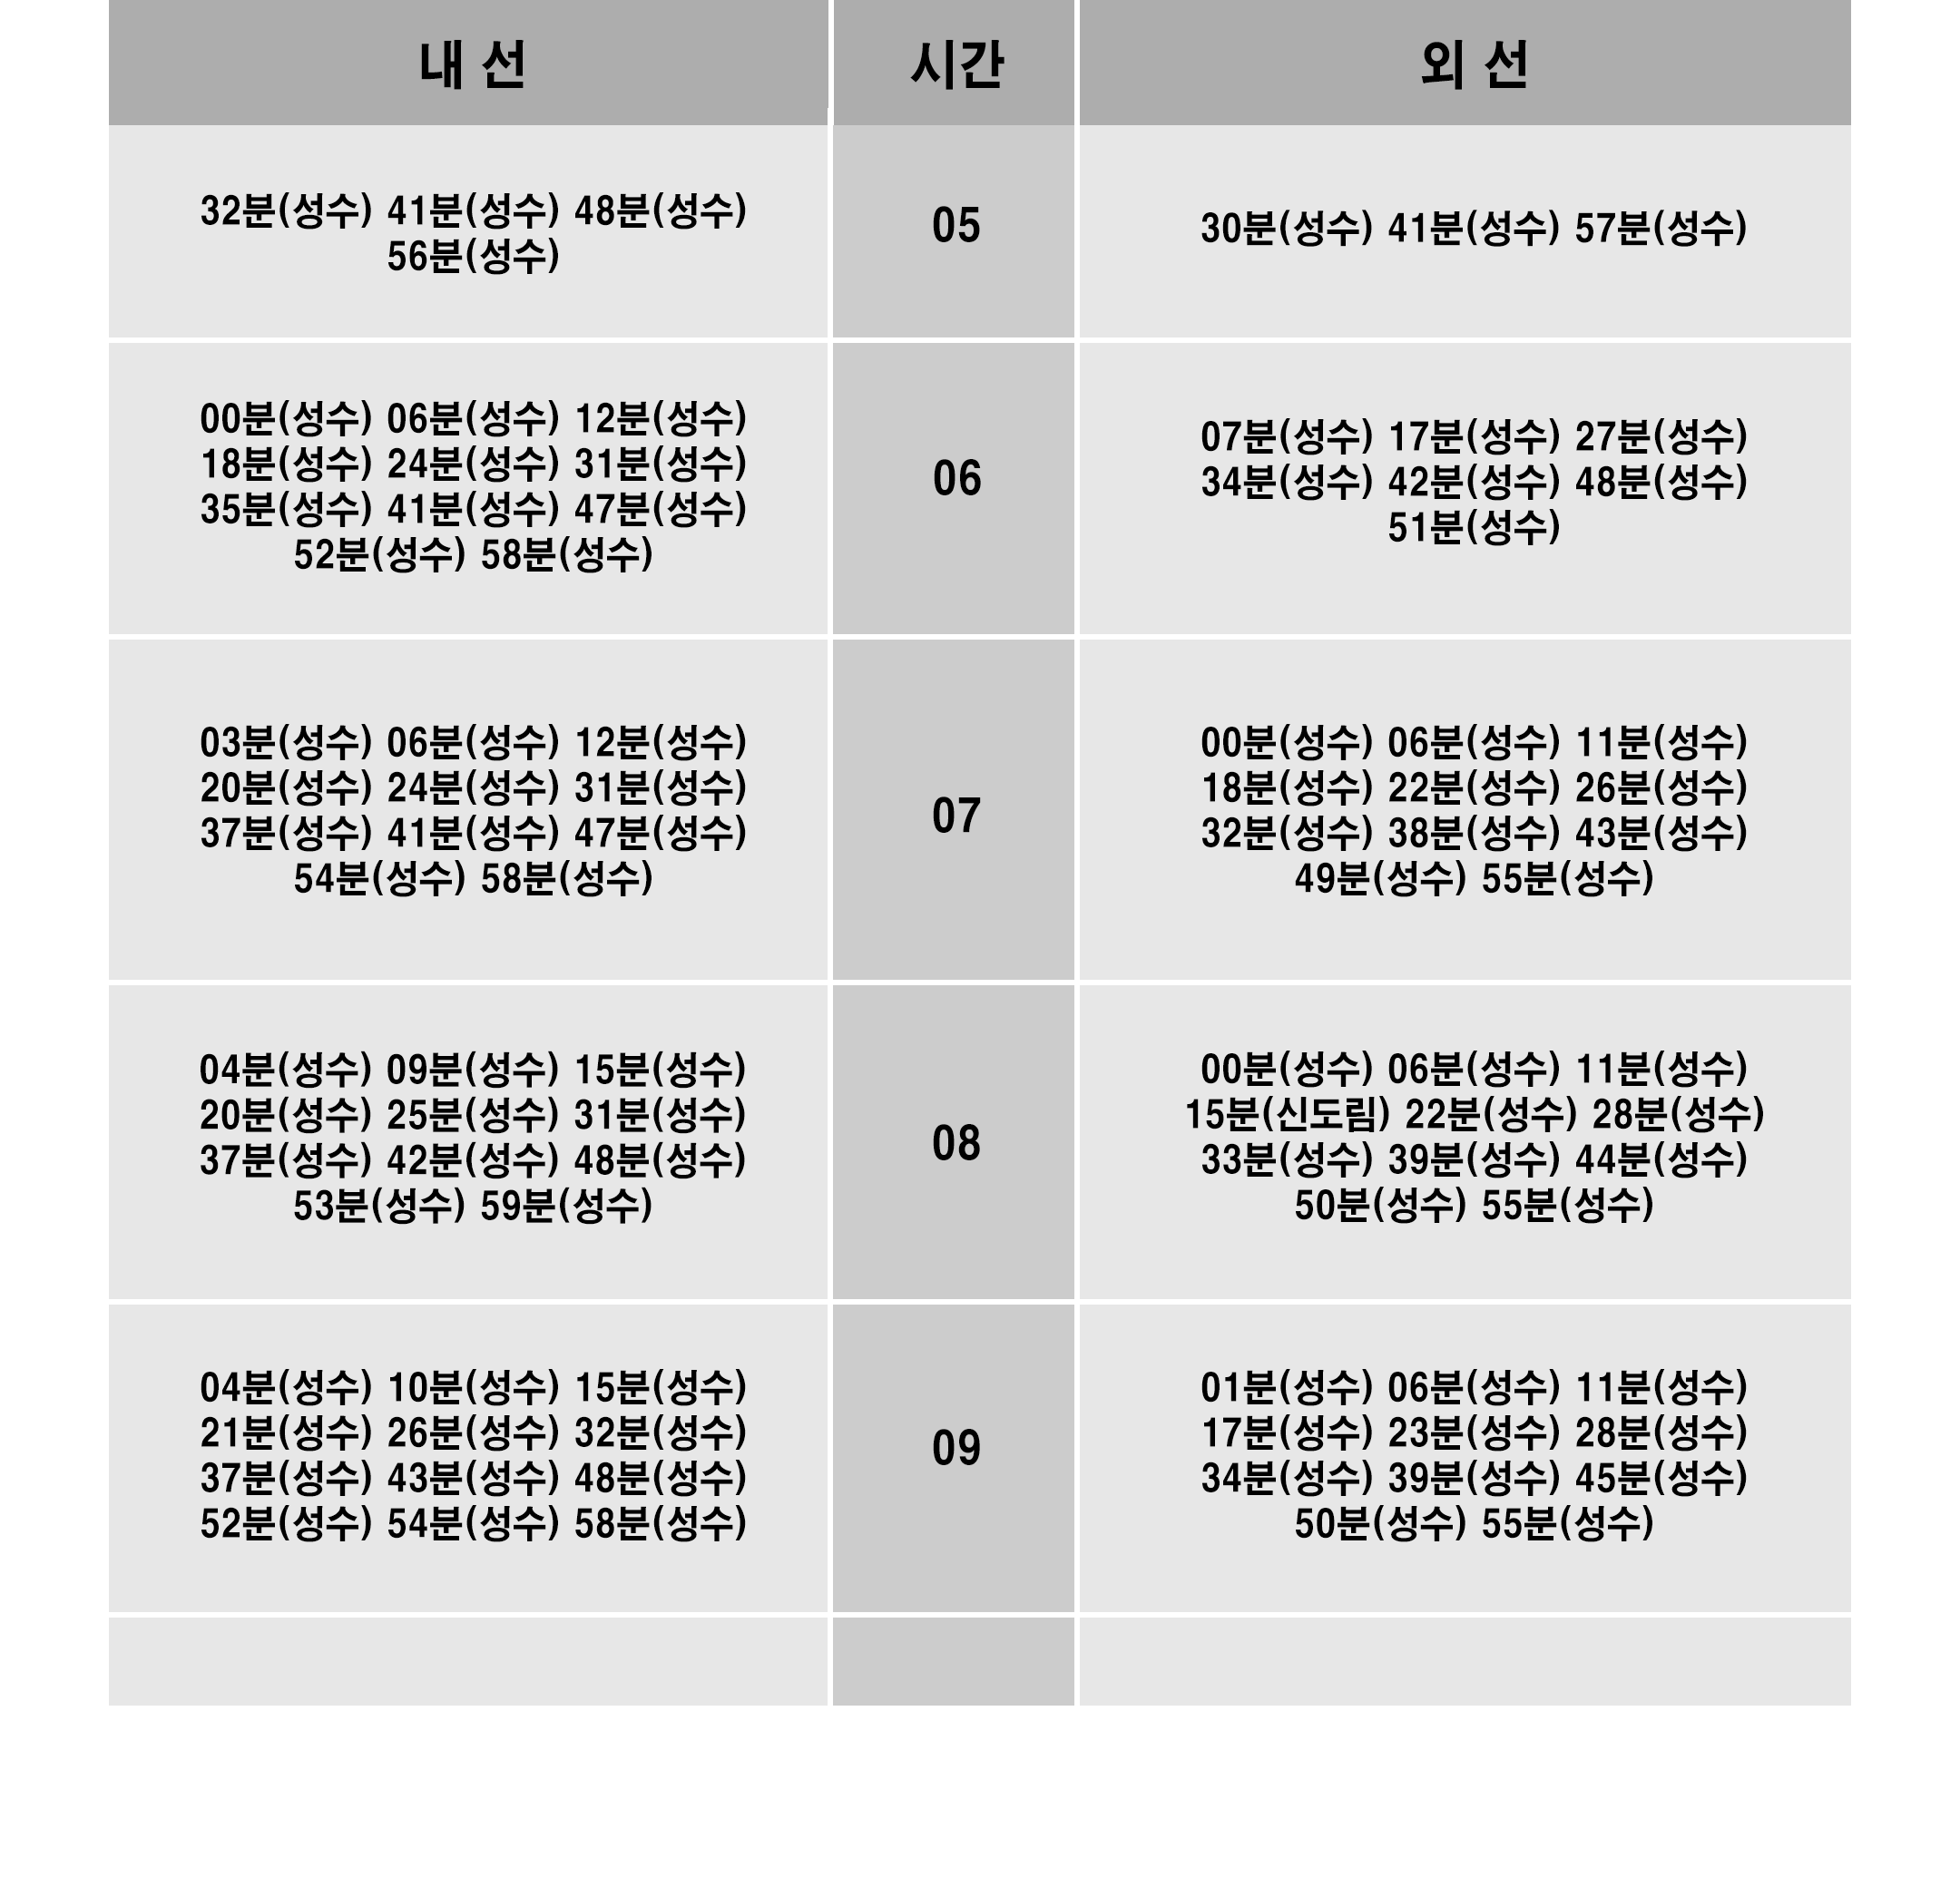 내 선 시간 외 선
32분(성수) 41분(성수) 48분(성수)
56분(성수)
05
30분(성수) 41분(성수) 57분(성수)
00분(성수) 06분(성수) 12분(성수)
18분(성수) 24분(성수) 31분(성수)
35분(성수) 41분(성수) 47분(성수)
52분(성수) 58분(성수)
06
07분(성수) 17분(성수) 27분(성수)
34분(성수) 42분(성수) 48분(성수)
51분(성수)
03분(성수) 06분(성수) 12분(성수)
20분(성수) 24분(성수) 31분(성수)
37분(성수) 41분(성수) 47분(성수)
54분(성수) 58분(성수)
07
00분(성수) 06분(성수) 11분(성수)
18분(성수) 22분(성수) 26분(성수)
32분(성수) 38분(성수) 43분(성수)
49분(성수) 55분(성수)
04분(성수) 09분(성수) 15분(성수)
20분(성수) 25분(성수) 31분(성수)
37분(성수) 42분(성수) 48분(성수)
53분(성수) 59분(성수)
08
00분(성수) 06분(성수) 11분(성수)
15분(신도림) 22분(성수) 28분(성수)
33분(성수) 39분(성수) 44분(성수)
50분(성수) 55분(성수)
04분(성수) 10분(성수) 15분(성수)
21분(성수) 26분(성수) 32분(성수)
37분(성수) 43분(성수) 48분(성수)
52분(성수) 54분(성수) 58분(성수)
09
01분(성수) 06분(성수) 11분(성수)
17분(성수) 23분(성수) 28분(성수)
34분(성수) 39분(성수) 45분(성수)
50분(성수) 55분(성수)